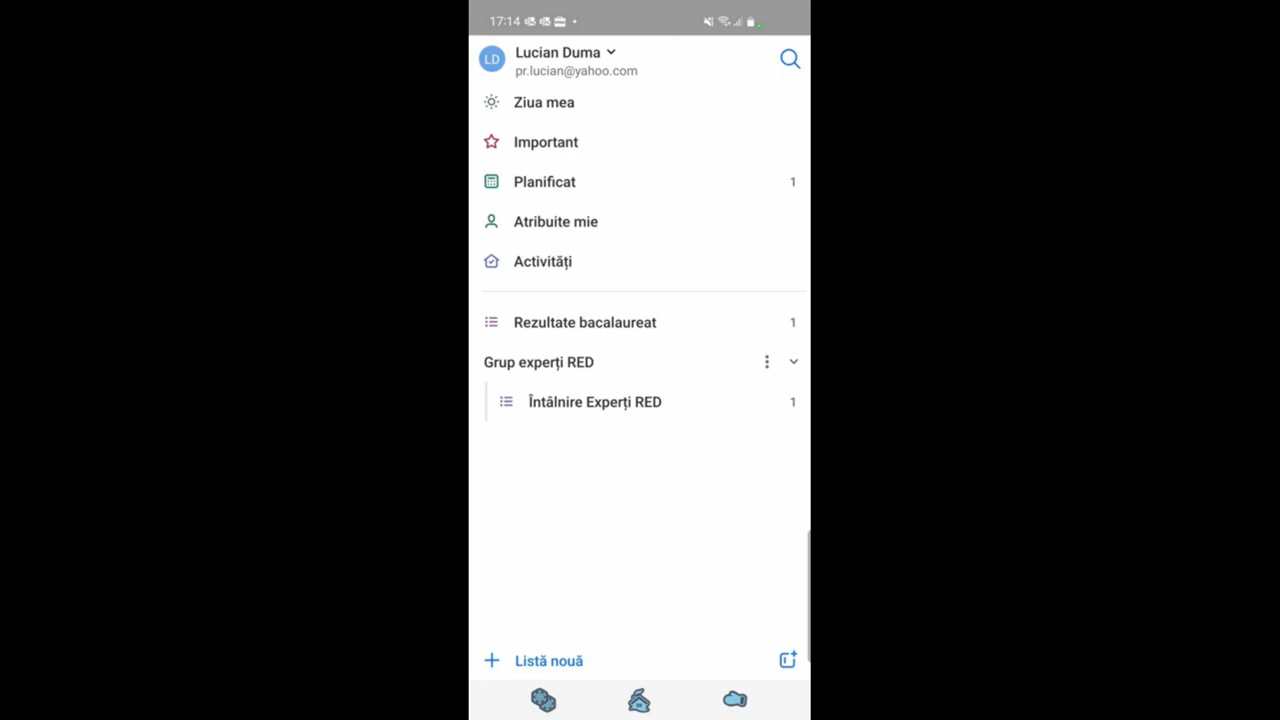 17:14
LD
Lucian Duma
pr.lucian@yahoo.com
Ziua mea
Important
Planificat 1
Atribuite mie
Activități
Rezultate bacalaureat 1
Grup experți RED
Întâlnire Experți RED 1
Listă nouă